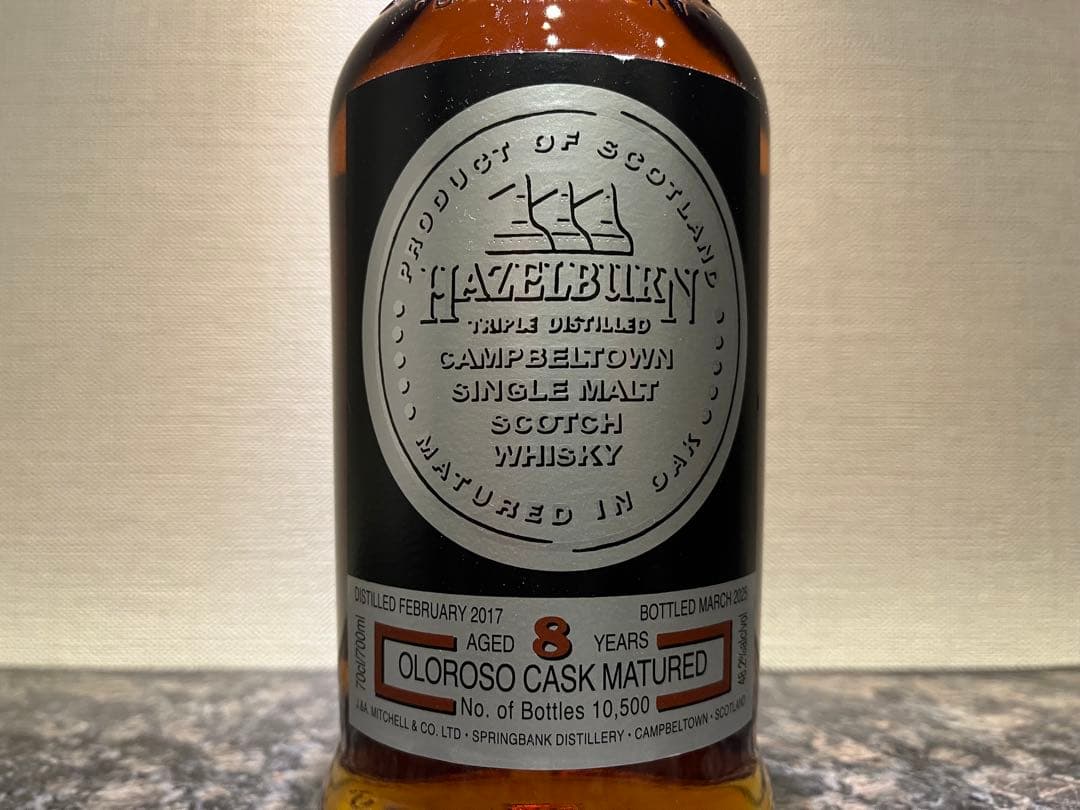 PRODUCT OF SCOTLAND
HAZELBURN
TRIPLE DISTILLED
CAMPBELTOWN
SINGLE MALT
SCOTCH
WHISKY
MATURED IN OAK
DISTILLED FEBRUARY 2017
BOTTLED MARCH 2025
70cl/700ml
AGED 8 YEARS
OLOROSO CASK MATURED
No. of Bottles 10,500
48.2%alc/vol
J.&A. MITCHELL & CO. LTD · SPRINGBANK DISTILLERY · CAMPBELTOWN · SCOTLAND